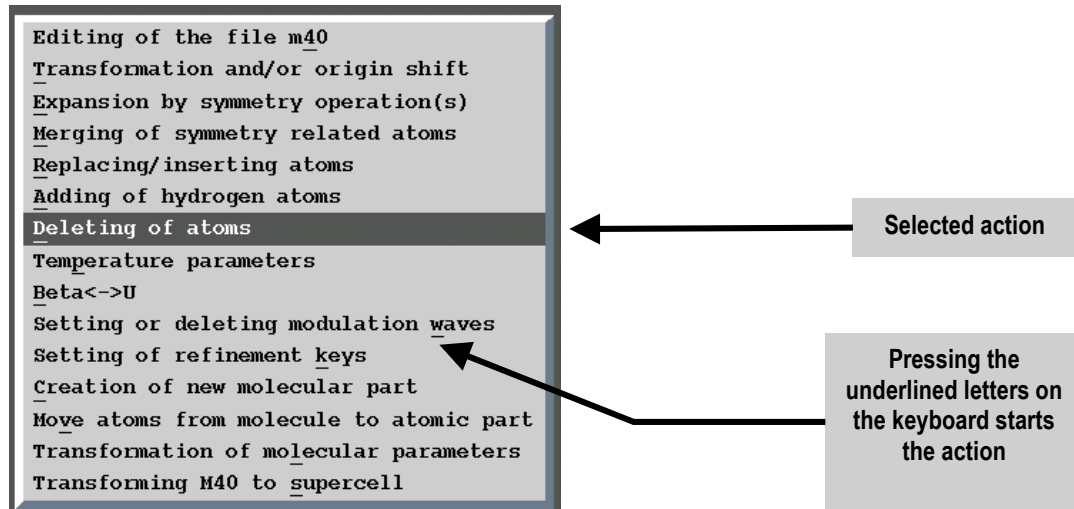 Editing of the file m40
Transformation and/or origin shift
Expansion by symmetry operation(s)
Merging of symmetry related atoms
Replacing/inserting atoms
Adding of hydrogen atoms
Deleting of atoms
Temperature parameters
Beta<->U
Setting or deleting modulation waves
Setting of refinement keys
Creation of new molecular part
Move atoms from molecule to atomic part
Transformation of molecular parameters
Transforming M40 to supercell
Selected action
Pressing the
underlined letters on
the keyboard starts
the action